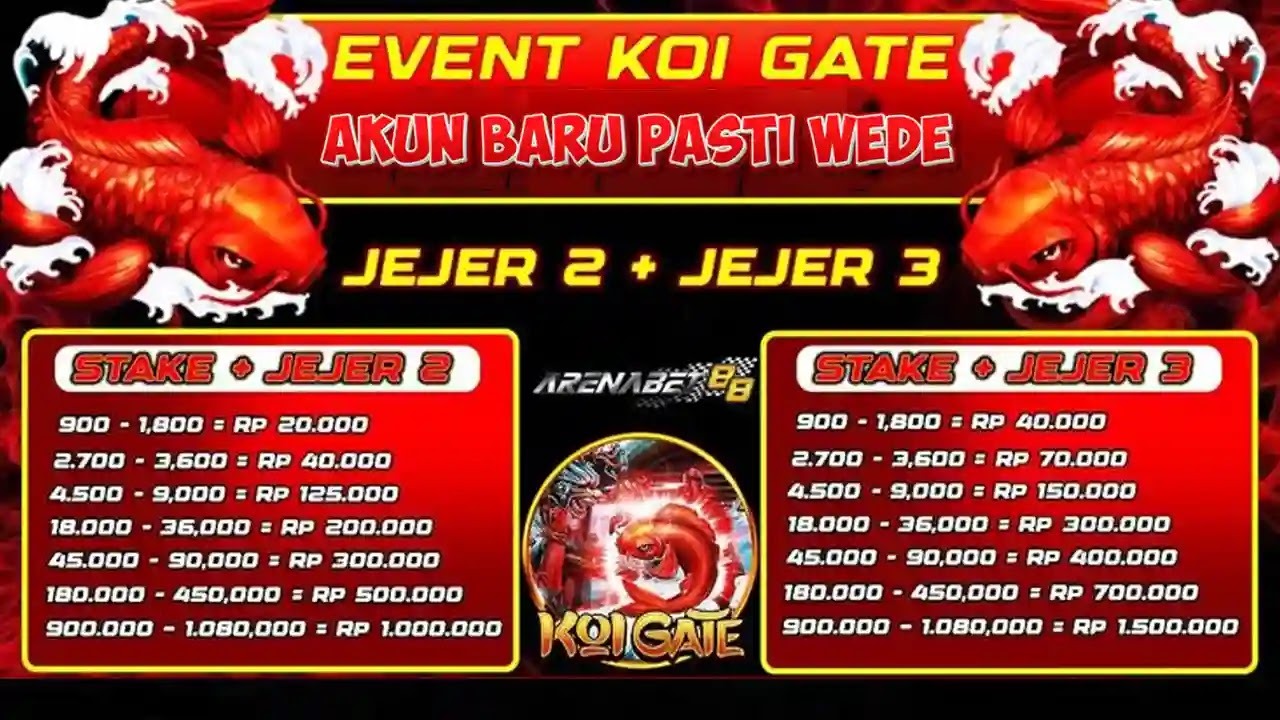 EVENT KOI GATE
AKUN BARU PASTI WEDE
JEJER 2 + JEJER 3
STAKE + JEJER 2
900 - 1,800 = RP 20.000
2.700 - 3,600 = RP 40.000
4.500 - 9,000 = RP 125.000
18.000 - 36,000 = RP 200.000
45.000 - 90,000 = RP 300.000
180.000 - 450,000 = RP 500.000
900.000 - 1.080,000 = RP 1.000.000
ARENABET88
KOI GATE
STAKE + JEJER 3
900 - 1,800 = RP 40.000
2.700 - 3,600 = RP 70.000
4.500 - 9,000 = RP 150.000
18.000 - 36,000 = RP 300.000
45.000 - 90,000 = RP 400.000
180.000 - 450,000 = RP 700.000
900.000 - 1.080,000 = RP 1.500.000